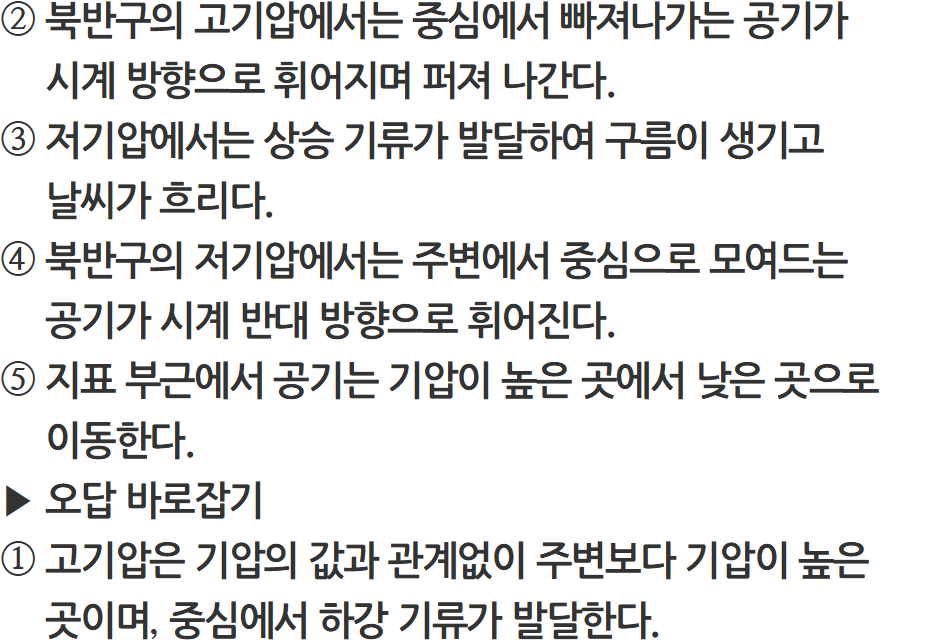 ② 북반구의 고기압에서는 중심에서 빠져나가는 공기가
시계 방향으로 휘어지며 퍼져 나간다.
③ 저기압에서는 상승 기류가 발달하여 구름이 생기고
날씨가 흐리다.
④ 북반구의 저기압에서는 주변에서 중심으로 모여드는
공기가 시계 반대 방향으로 휘어진다.
⑤ 지표 부근에서 공기는 기압이 높은 곳에서 낮은 곳으로
이동한다.
▶ 오답 바로잡기
① 고기압은 기압의 값과 관계없이 주변보다 기압이 높은
곳이며, 중심에서 하강 기류가 발달한다.